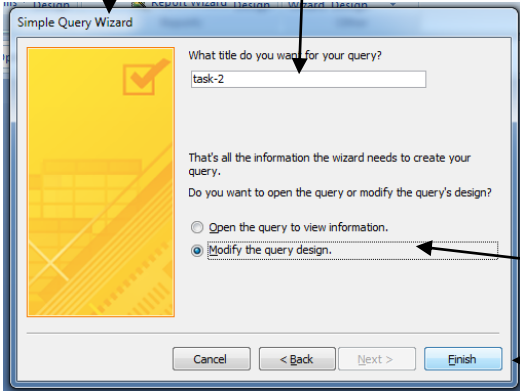 Design Report Wizard Design Wizard Design
Simple Query Wizard
What title do you want for your query?
task-2
That's all the information the wizard needs to create your
query.
Do you want to open the query or modify the query's design?
Open the query to view information.
Modify the query design.
Cancel < Back Next > Finish